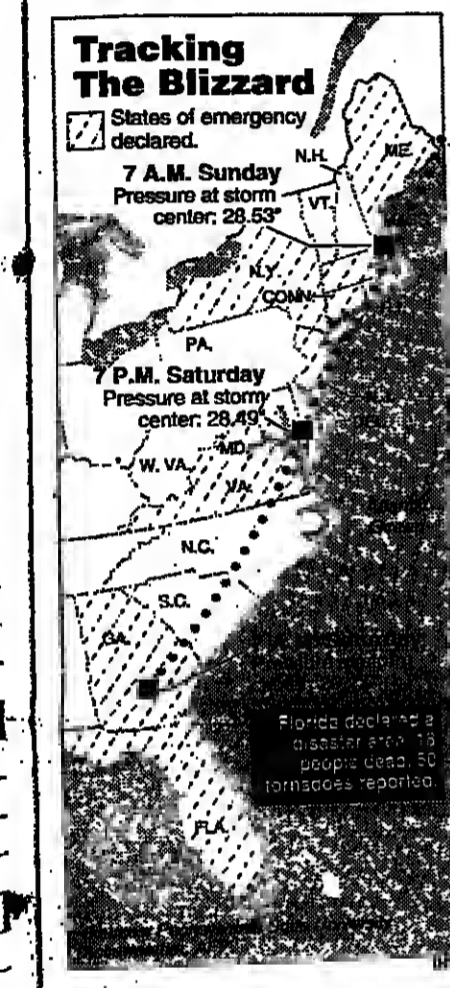 Tracking
The Blizzard
States of emergency
declared.
N.H.
ME.
7 A.M. Sunday
Pressure at storm
center: 28.53"
VT.
N.Y.
CONN.
PA.
7 P.M. Saturday
Pressure at storm
center: 28.49"
N.J.
DEL.
MD.
W. VA.
VA.
N.C.
S.C.
GA.
Florida declared a
disaster area. 18
people dead, 50
tornadoes reported.
FLA.